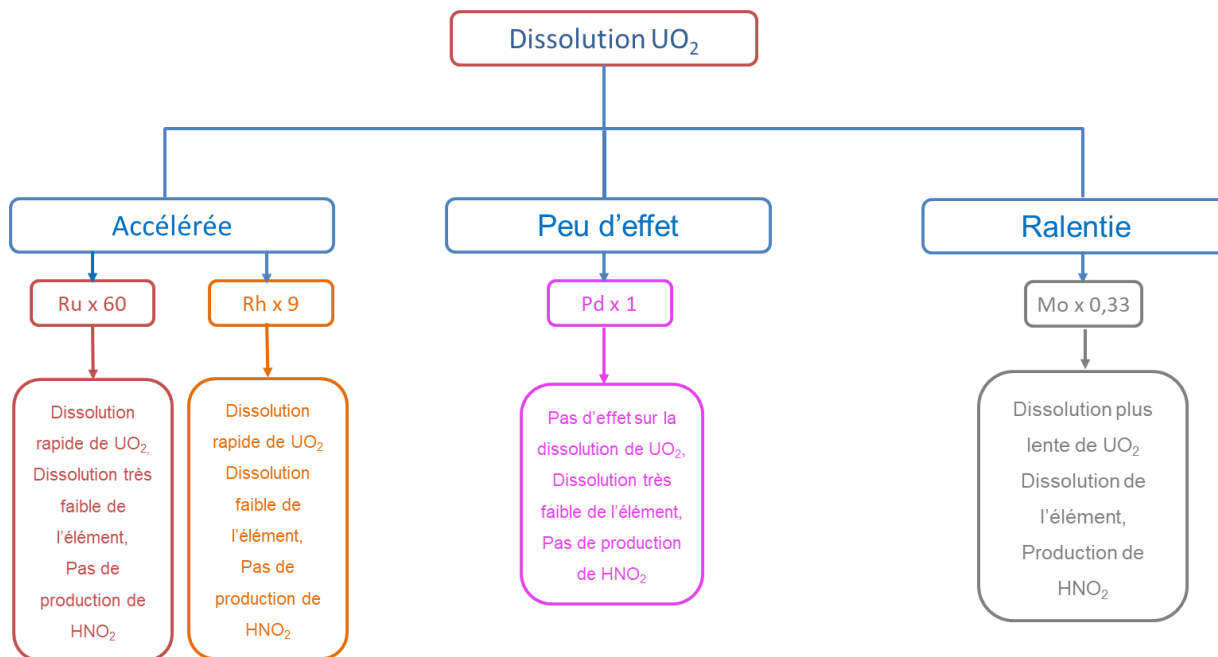 Dissolution UO₂
Accélérée
Peu d'effet
Ralentie
Ru x 60
Rh x 9
Pd x 1
Mo x 0,33
Dissolution
rapide de UO₂,
Dissolution très
faible de
l'élément,
Pas de
production de
HNO₂
Dissolution
rapide de UO₂
Dissolution
faible de
l'élément,
Pas de
production de
HNO₂
Pas d'effet sur la
dissolution de UO₂,
Dissolution très
faible de l'élément,
Pas de production
de HNO₂
Dissolution plus
lente de UO₂
Dissolution de
l'élément,
Production de
HNO₂